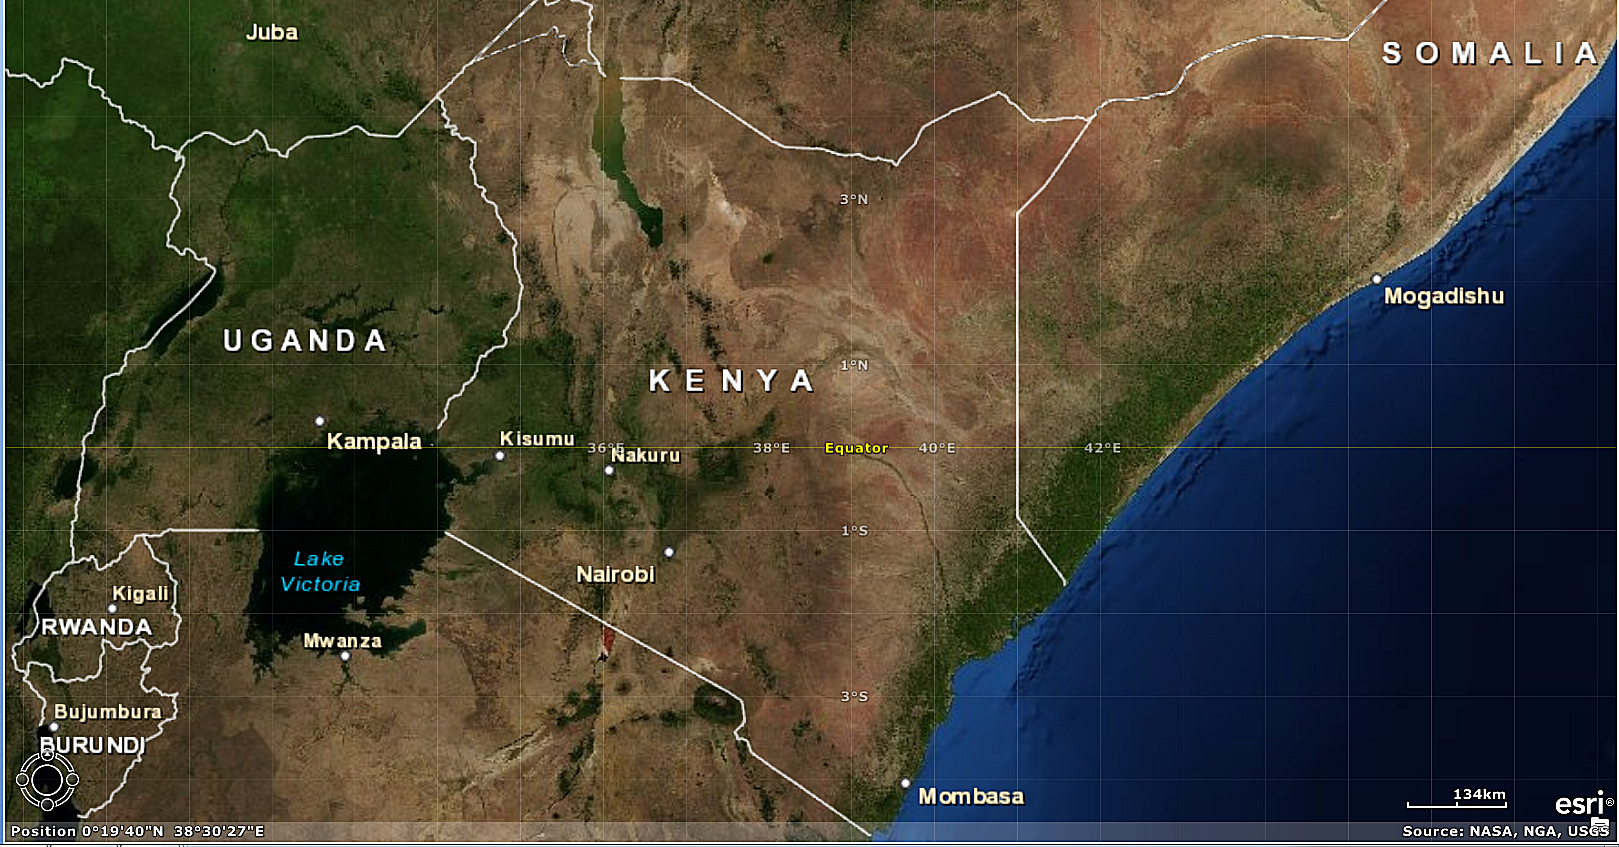 Juba
SOMALIA
3°N
Mogadishu
UGANDA
1°N
KENYA
Kampala
Kisumu
36°E
Nakuru
38°E
Equator
40°E
42°E
1°S
Lake
Victoria
Nairobi
Kigali
RWANDA
Mwanza
3°S
Bujumbura
BURUNDI
Mombasa
134km
esri®
Position 0°19'40"N 38°30'27"E
Source: NASA, NGA, USGS